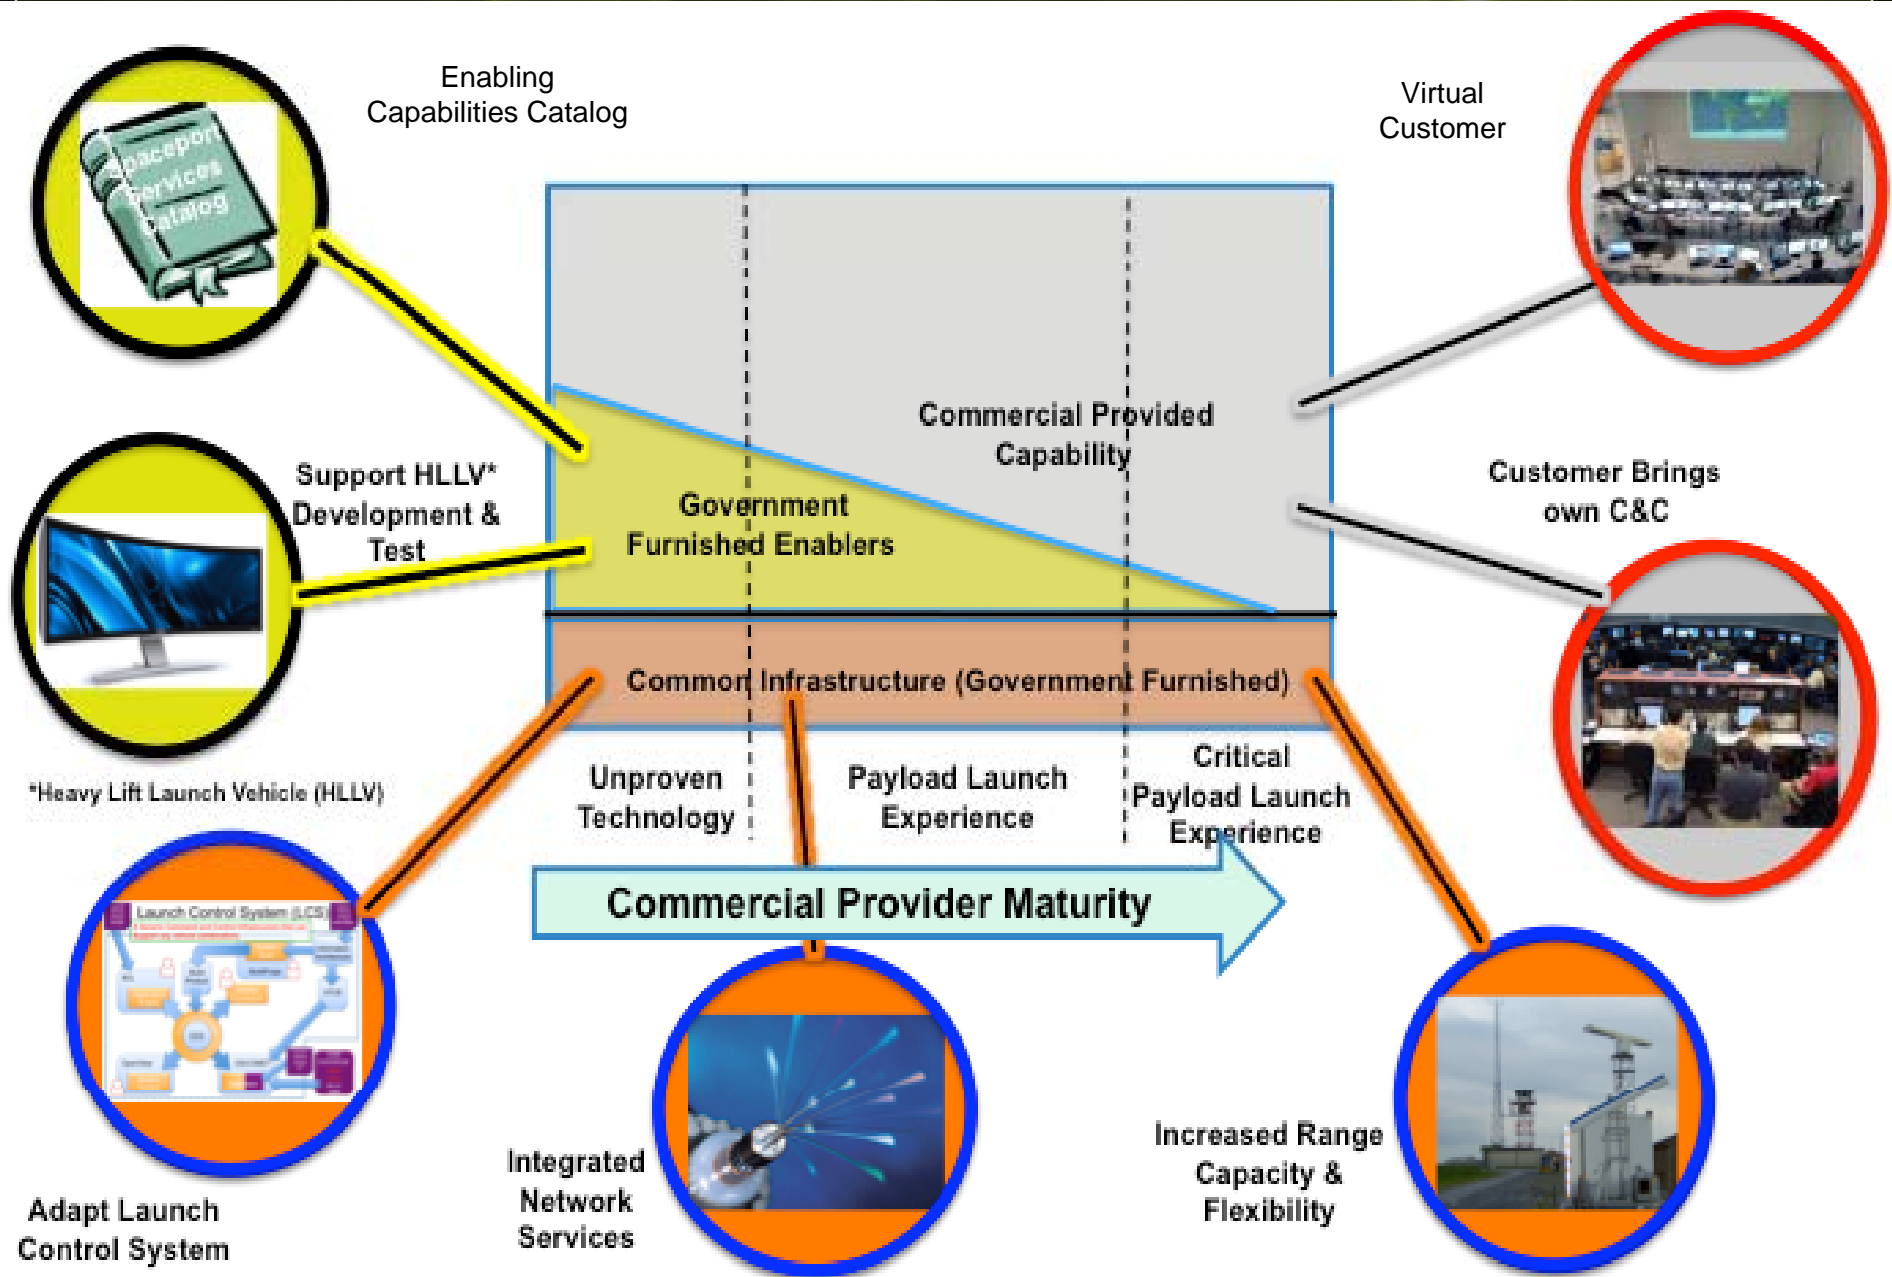 Enabling
Capabilities Catalog
Virtual
Customer
Spaceport
Services
Catalog
Commercial Provided
Capability
Support HLLV*
Development &
Test
Customer Brings
own C&C
Government
Furnished Enablers
Common Infrastructure (Government Furnished)
Unproven
Technology
Payload Launch
Experience
Critical
Payload Launch
Experience
*Heavy Lift Launch Vehicle (HLLV)
Commercial Provider Maturity
Launch Control System (LCS)
Increased Range
Capacity &
Flexibility
Integrated
Network
Services
Adapt Launch
Control System